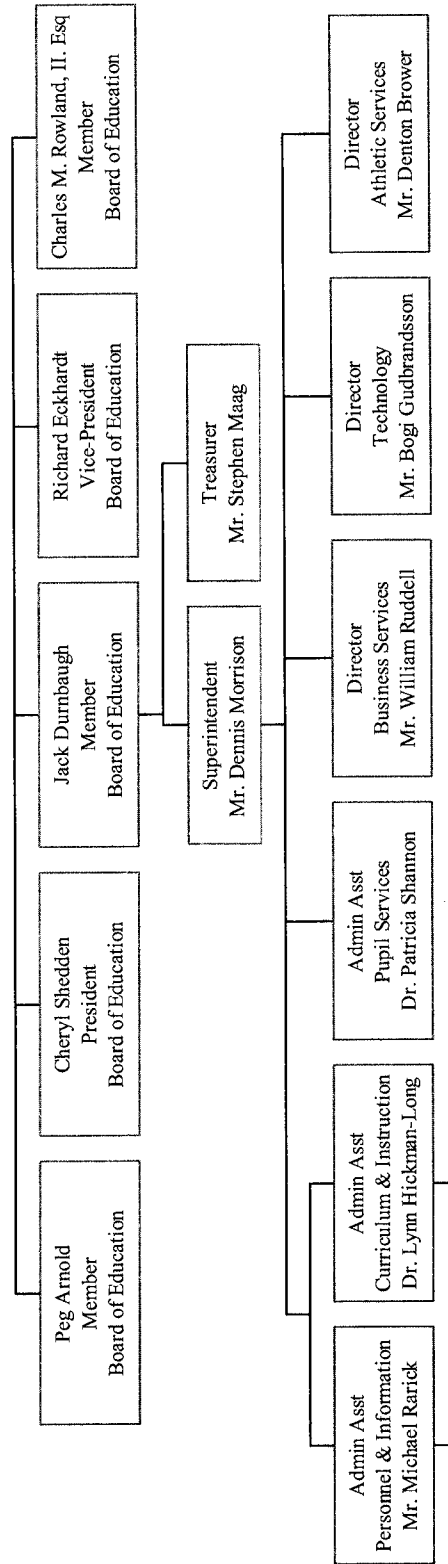 Peg Arnold
Member
Board of Education
Cheryl Shedden
President
Board of Education
Jack Durnbaugh
Member
Board of Education
Richard Eckhardt
Vice-President
Board of Education
Charles M. Rowland, II. Esq
Member
Board of Education
Superintendent
Mr. Dennis Morrison
Treasurer
Mr. Stephen Maag
Admin Asst
Personnel & Information
Mr. Michael Rarick
Admin Asst
Curriculum & Instruction
Dr. Lynn Hickman-Long
Admin Asst
Pupil Services
Dr. Patricia Shannon
Director
Business Services
Mr. William Ruddell
Director
Technology
Mr. Bogi Gudbrandsson
Director
Athletic Services
Mr. Denton Brower